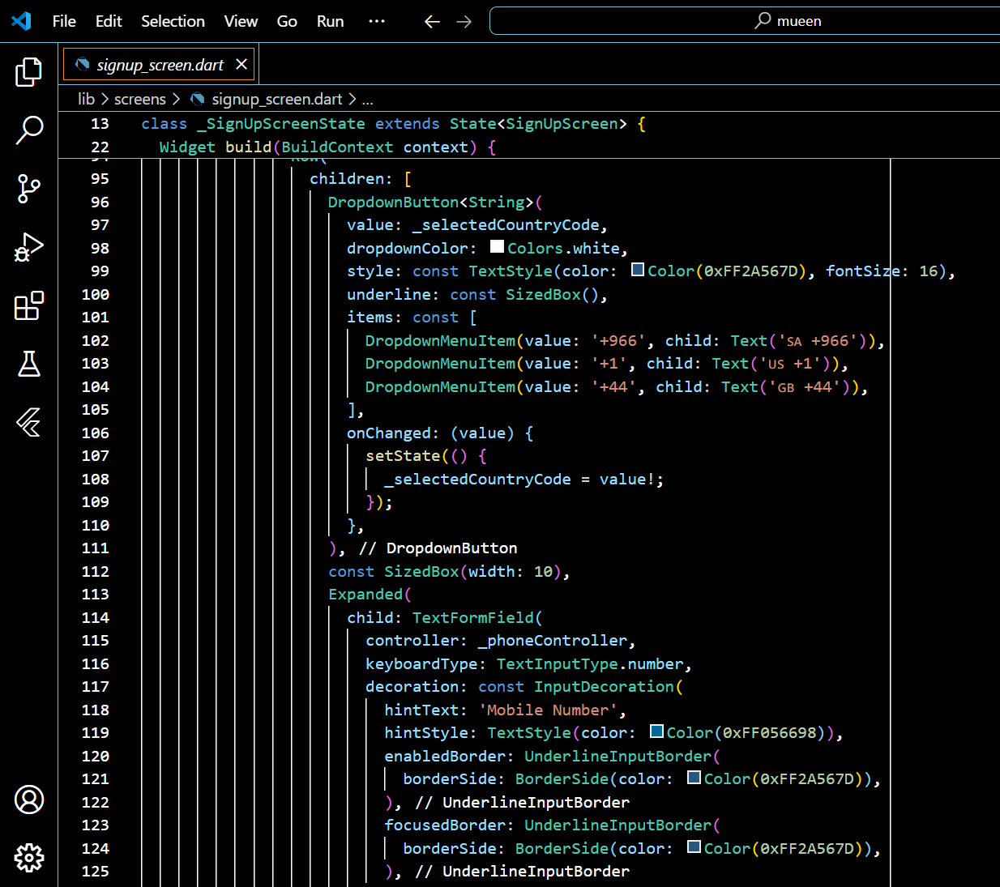 File Edit Selection View Go Run ··· ← → mueen
signup_screen.dart ×
lib > screens > signup_screen.dart > ...
13 class _SignUpScreenState extends State<SignUpScreen> {
22 Widget build(BuildContext context) {
Row(
95 children: [
96 DropdownButton<String>(
97 value: _selectedCountryCode,
98 dropdownColor: Colors.white,
99 style: const TextStyle(color: Color(0xFF2A567D), fontSize: 16),
100 underline: const SizedBox(),
101 items: const [
102 DropdownMenuItem(value: '+966', child: Text('🇸🇦 +966')),
103 DropdownMenuItem(value: '+1', child: Text('🇺🇸 +1')),
104 DropdownMenuItem(value: '+44', child: Text('🇬🇧 +44')),
105 ],
106 onChanged: (value) {
107 setState(() {
108 _selectedCountryCode = value!;
109 });
110 },
111 ), // DropdownButton
112 const SizedBox(width: 10),
113 Expanded(
114 child: TextFormField(
115 controller: _phoneController,
116 keyboardType: TextInputType.number,
117 decoration: const InputDecoration(
118 hintText: 'Mobile Number',
119 hintStyle: TextStyle(color: Color(0xFF056698)),
120 enabledBorder: UnderlineInputBorder(
121 borderSide: BorderSide(color: Color(0xFF2A567D)),
122 ), // UnderlineInputBorder
123 focusedBorder: UnderlineInputBorder(
124 borderSide: BorderSide(color: Color(0xFF2A567D)),
125 ), // UnderlineInputBorder